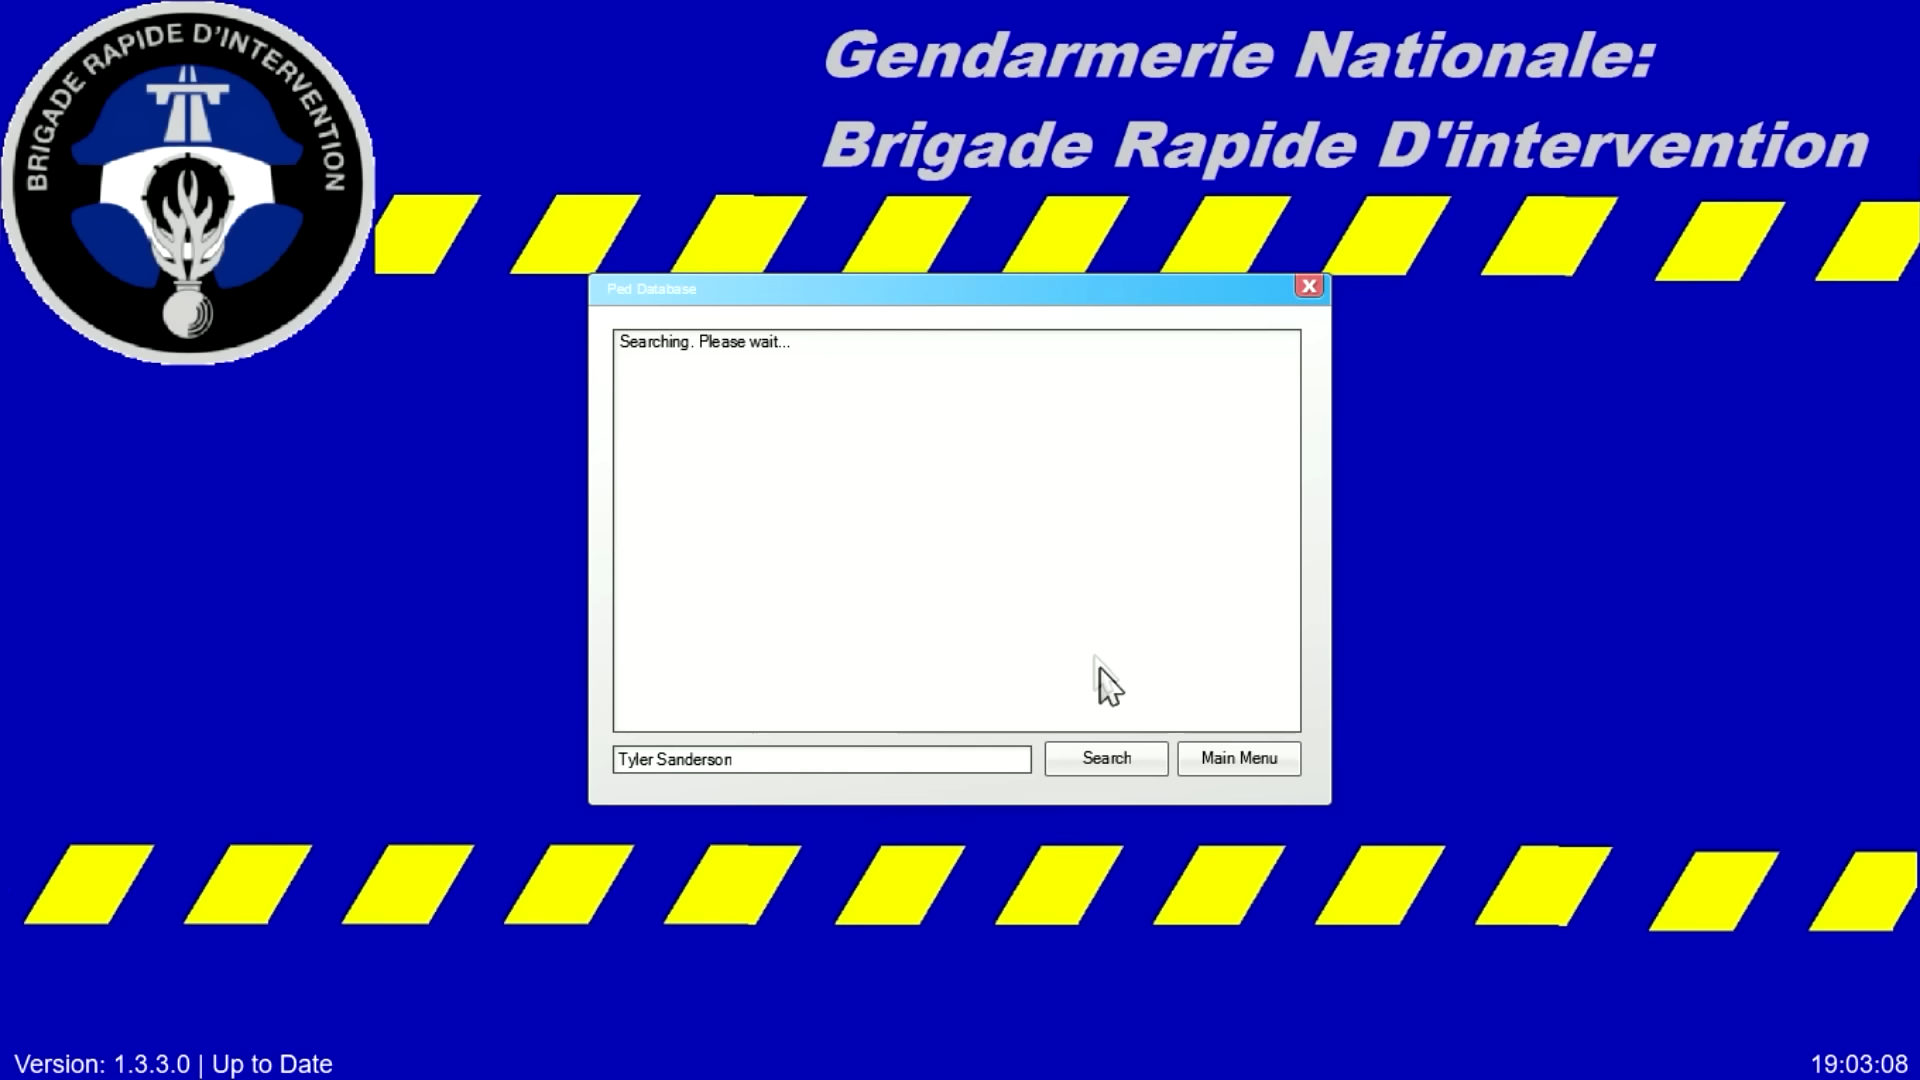 BRIGADE RAPIDE D'INTERVENTION
Gendarmerie Nationale:
Brigade Rapide D'intervention
Ped Database
Searching. Please wait...
Tyler Sanderson
Search
Main Menu
Version: 1.3.3.0 | Up to Date
19:03:08